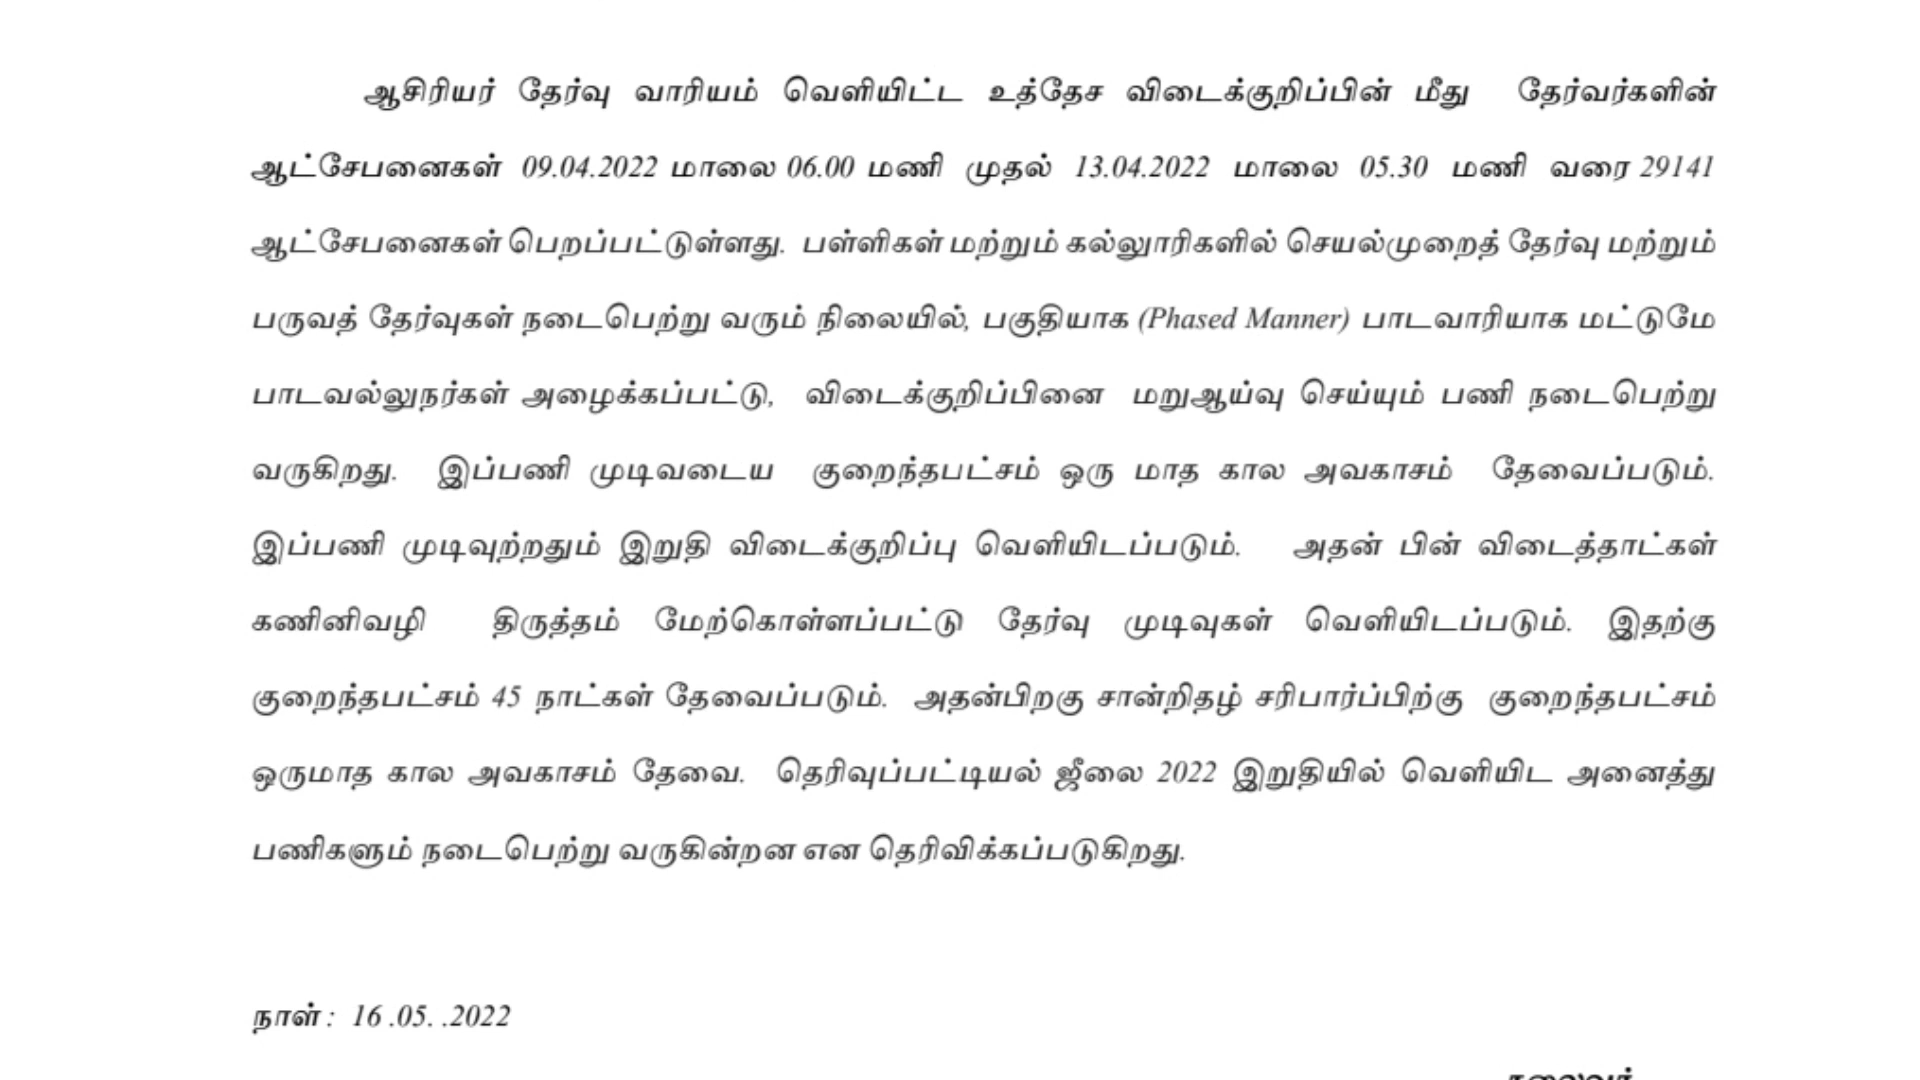 ஆசிரியர் தேர்வு வாரியம் வெளியிட்ட உத்தேச விடைக்குறிப்பின் மீது தேர்வர்களின்
ஆட்சேபனைகள் 09.04.2022 மாலை 06.00 மணி முதல் 13.04.2022 மாலை 05.30 மணி வரை 29141
ஆட்சேபனைகள் பெறப்பட்டுள்ளது. பள்ளிகள் மற்றும் கல்லூரிகளில் செயல்முறைத் தேர்வு மற்றும்
பருவத் தேர்வுகள் நடைபெற்று வரும் நிலையில், பகுதியாக (Phased Manner) பாடவாரியாக மட்டுமே
பாடவல்லுநர்கள் அழைக்கப்பட்டு, விடைக்குறிப்பினை மறுஆய்வு செய்யும் பணி நடைபெற்று
வருகிறது. இப்பணி முடிவடைய குறைந்தபட்சம் ஒரு மாத கால அவகாசம் தேவைப்படும்.
இப்பணி முடிவுற்றதும் இறுதி விடைக்குறிப்பு வெளியிடப்படும். அதன் பின் விடைத்தாட்கள்
கணினிவழி திருத்தம் மேற்கொள்ளப்பட்டு தேர்வு முடிவுகள் வெளியிடப்படும். இதற்கு
குறைந்தபட்சம் 45 நாட்கள் தேவைப்படும். அதன்பிறகு சான்றிதழ் சரிபார்ப்பிற்கு குறைந்தபட்சம்
ஒருமாத கால அவகாசம் தேவை. தெரிவுப்பட்டியல் ஜீலை 2022 இறுதியில் வெளியிட அனைத்து
பணிகளும் நடைபெற்று வருகின்றன என தெரிவிக்கப்படுகிறது.
நாள் : 16 .05. .2022